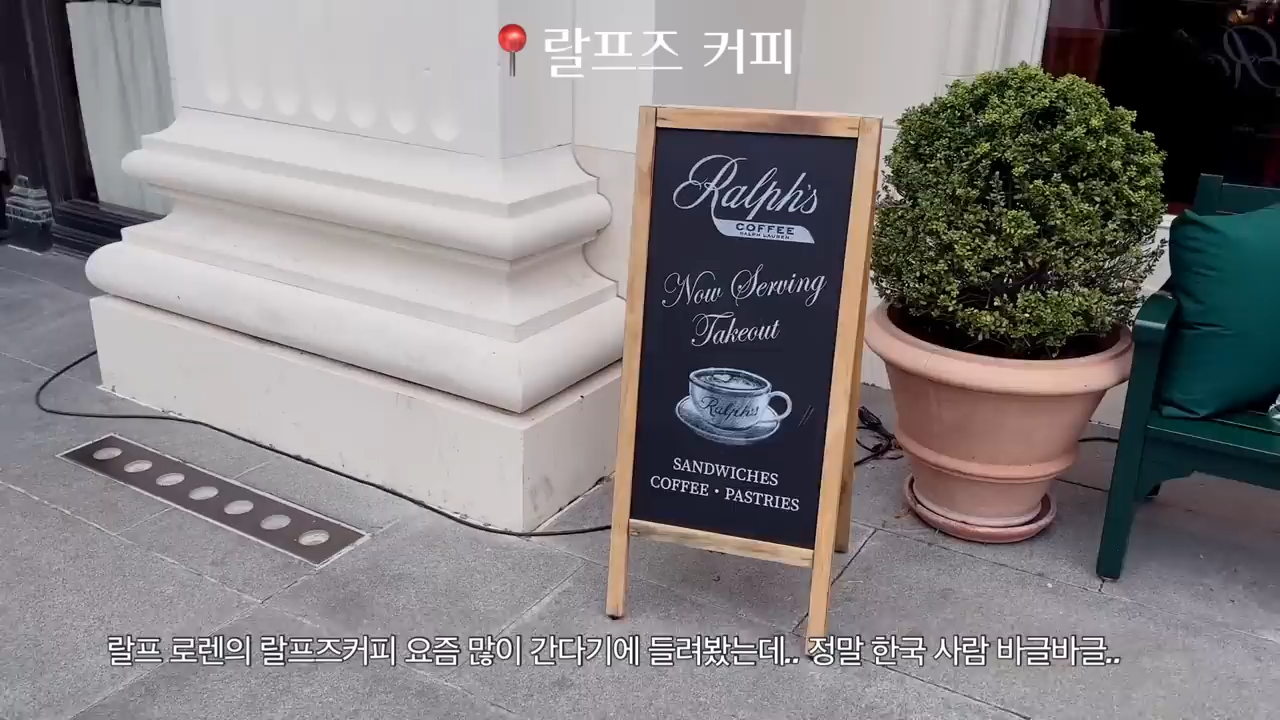 랄프즈 커피
Ralph's
COFFEE
RALPH LAUREN
Now Serving
Takeout
Ralph's
SANDWICHES
COFFEE • PASTRIES
랄프 로렌의 랄프즈커피 요즘 많이 간다기에 들려봤는데.. 정말 한국 사람 바글바글..